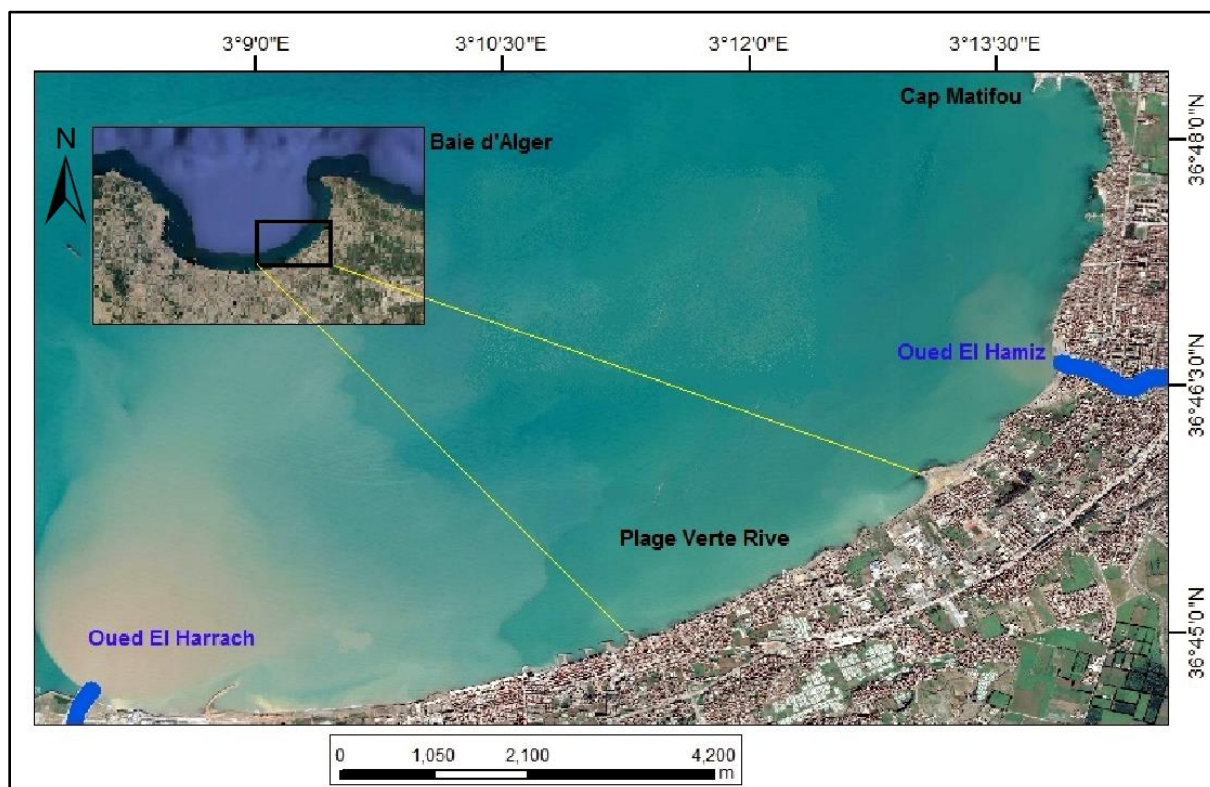 3°9'0"E 3°10'30"E 3°12'0"E 3°13'30"E
Cap Matifou
N
Baie d'Alger
36°48'0"N
Oued El Hamiz
36°46'30"N
Plage Verte Rive
Oued El Harrach
36°45'0"N
0 1,050 2,100 4,200
m